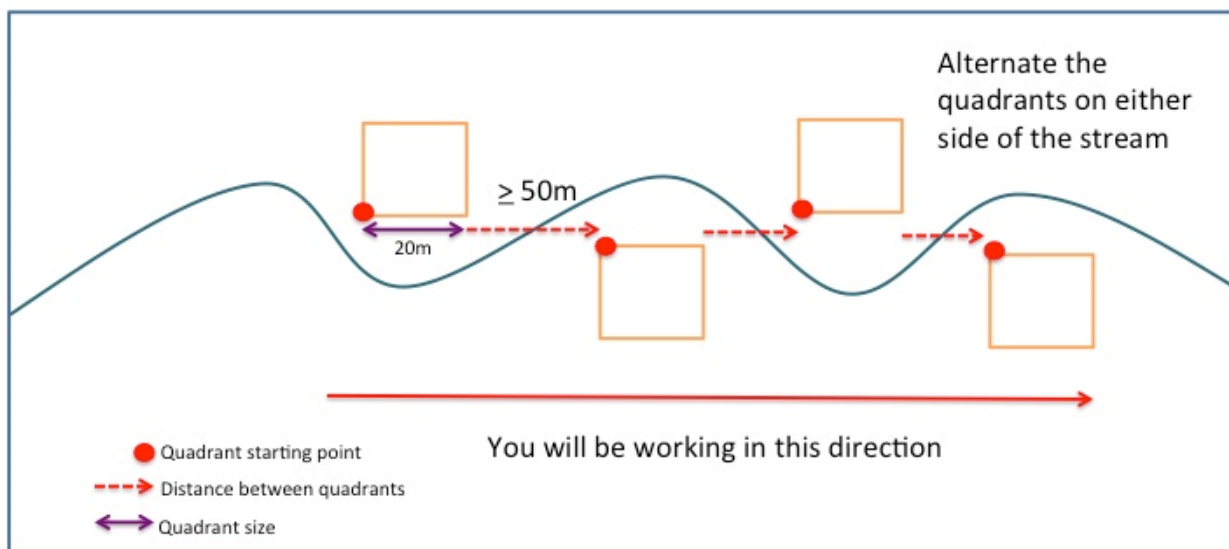 Alternate the
quadrants on either
side of the stream
≥ 50m
20m
You will be working in this direction
Quadrant starting point
Distance between quadrants
Quadrant size